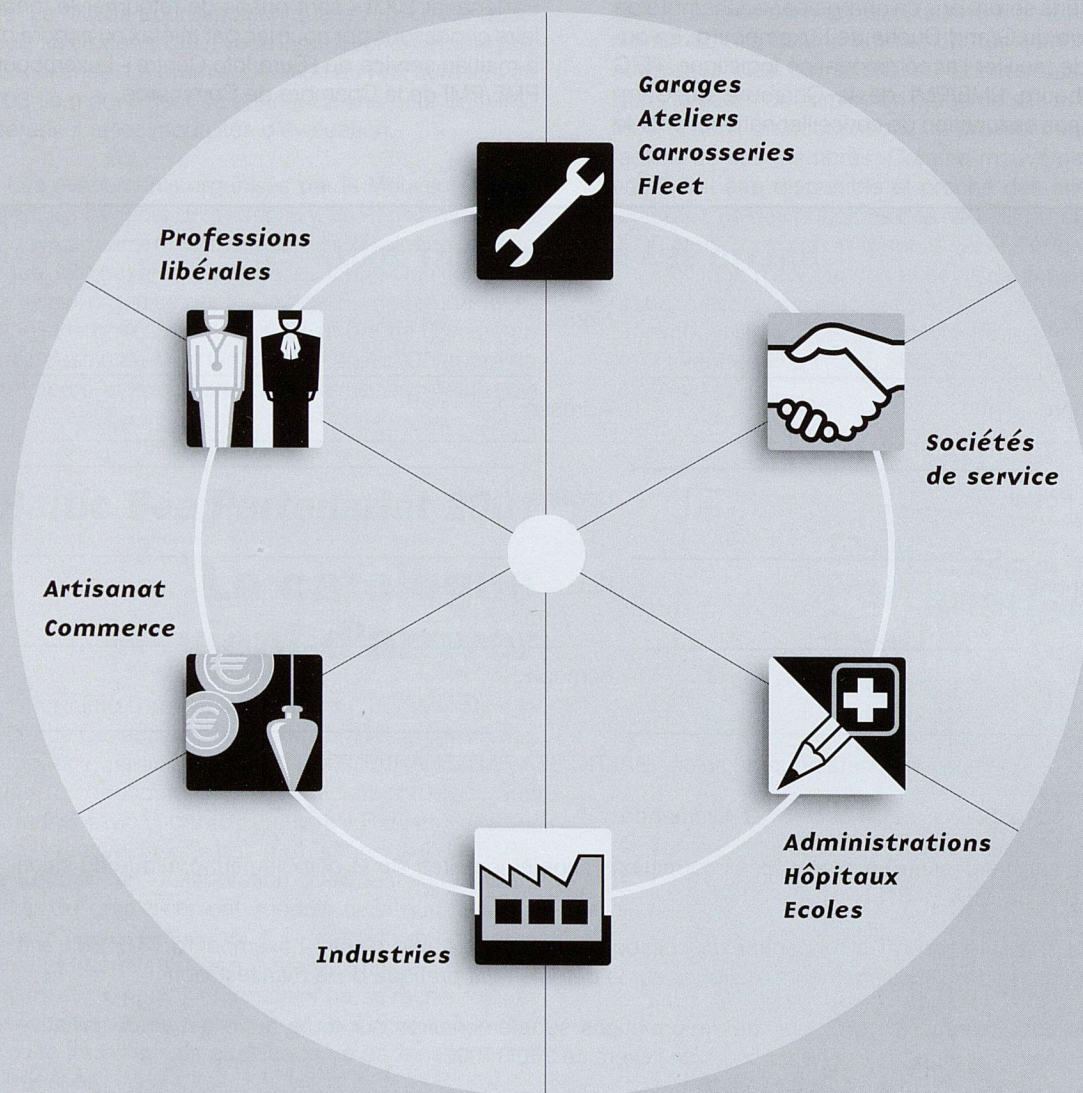 Garages
Ateliers
Carrosseries
Fleet
Professions
libérales
Sociétés
de service
Artisanat
Commerce
€
€
Administrations
Hôpitaux
Ecoles
Industries